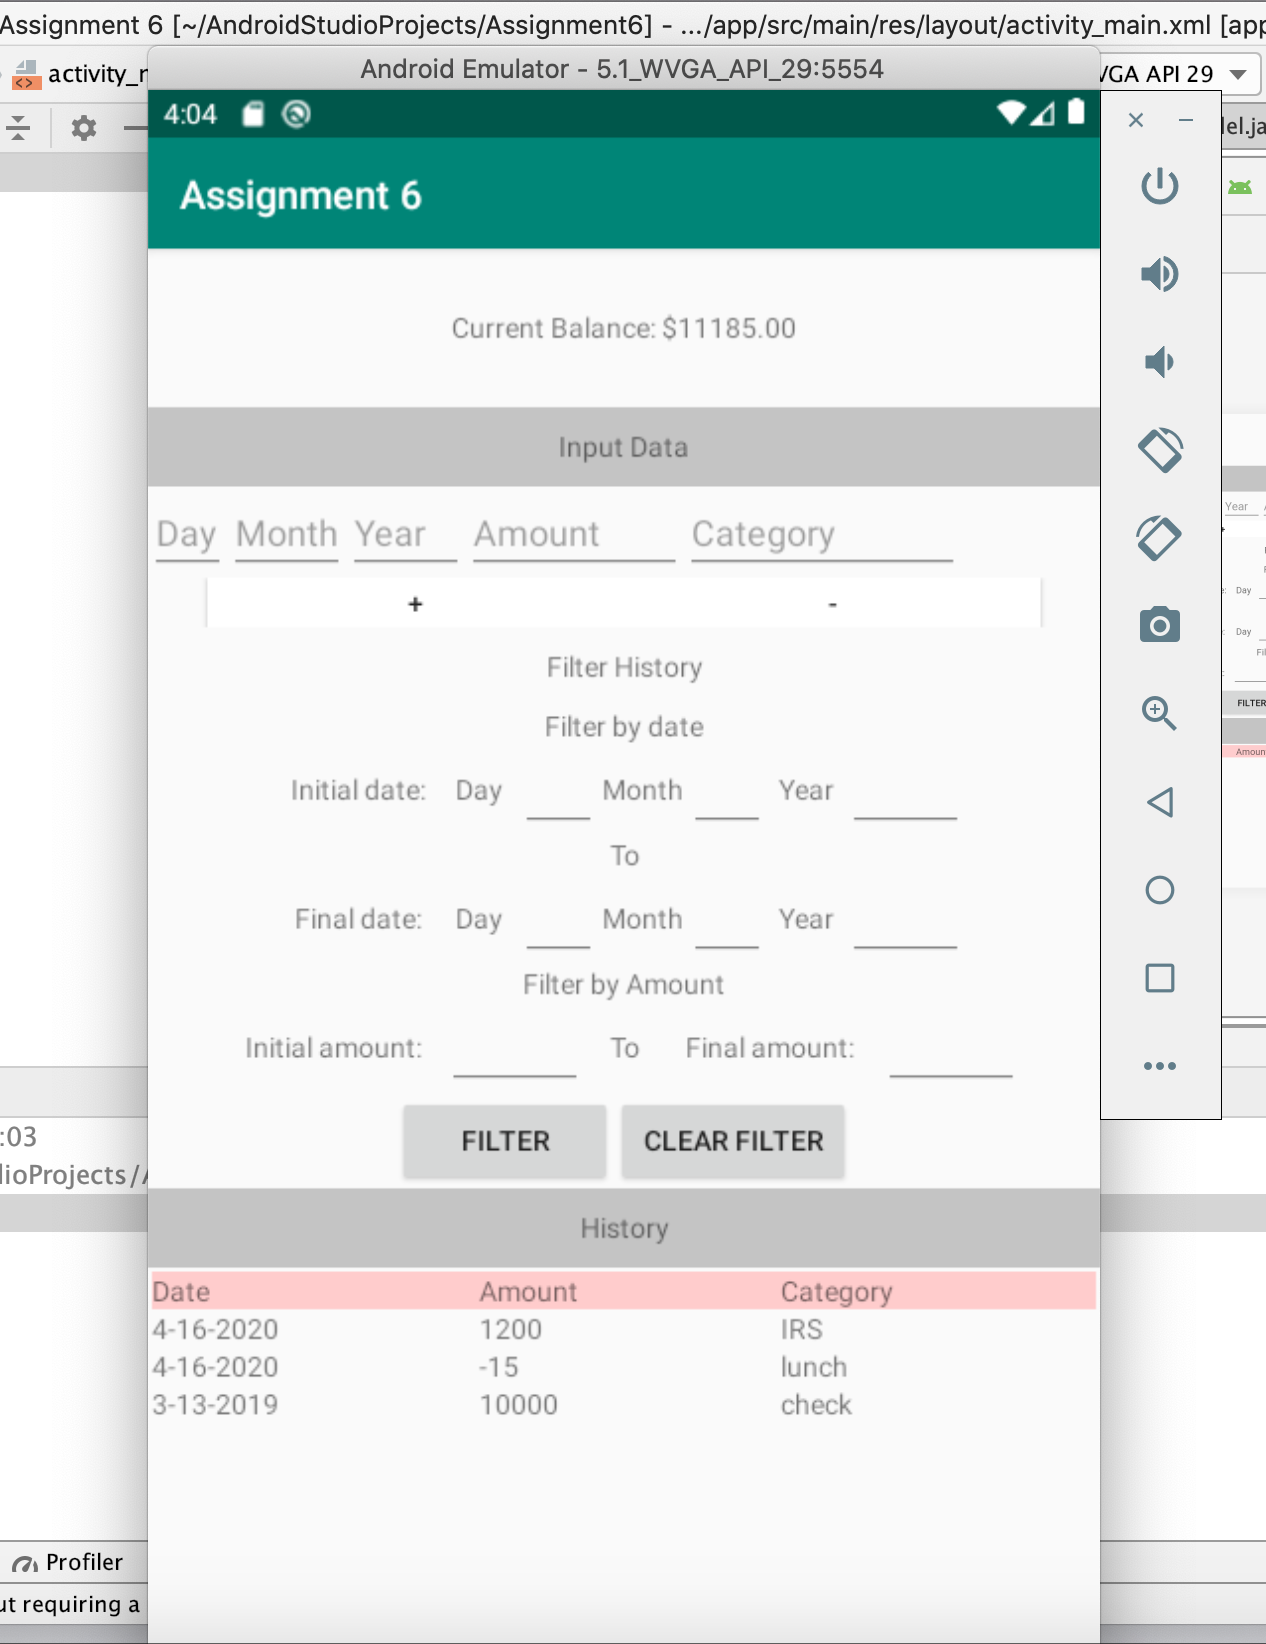 Assignment 6 [~/AndroidStudioProjects/Assignment6] – .../app/src/main/res/layout/activity_main.xml [app
Android Emulator - 5.1_WVGA_API_29:5554
VGA API 29
4:04
Assignment 6
Current Balance: $11185.00
Input Data
Day Month Year Amount Category
+ -
Filter History
Filter by date
Initial date: Day Month Year
To
Final date: Day Month Year
Filter by Amount
Initial amount: To Final amount:
FILTER CLEAR FILTER
History
Date Amount Category
4-16-2020 1200 IRS
4-16-2020 -15 lunch
3-13-2019 10000 check
:03
Year
Day
Day
FILTER
Amoun
Profiler
ut requiring a